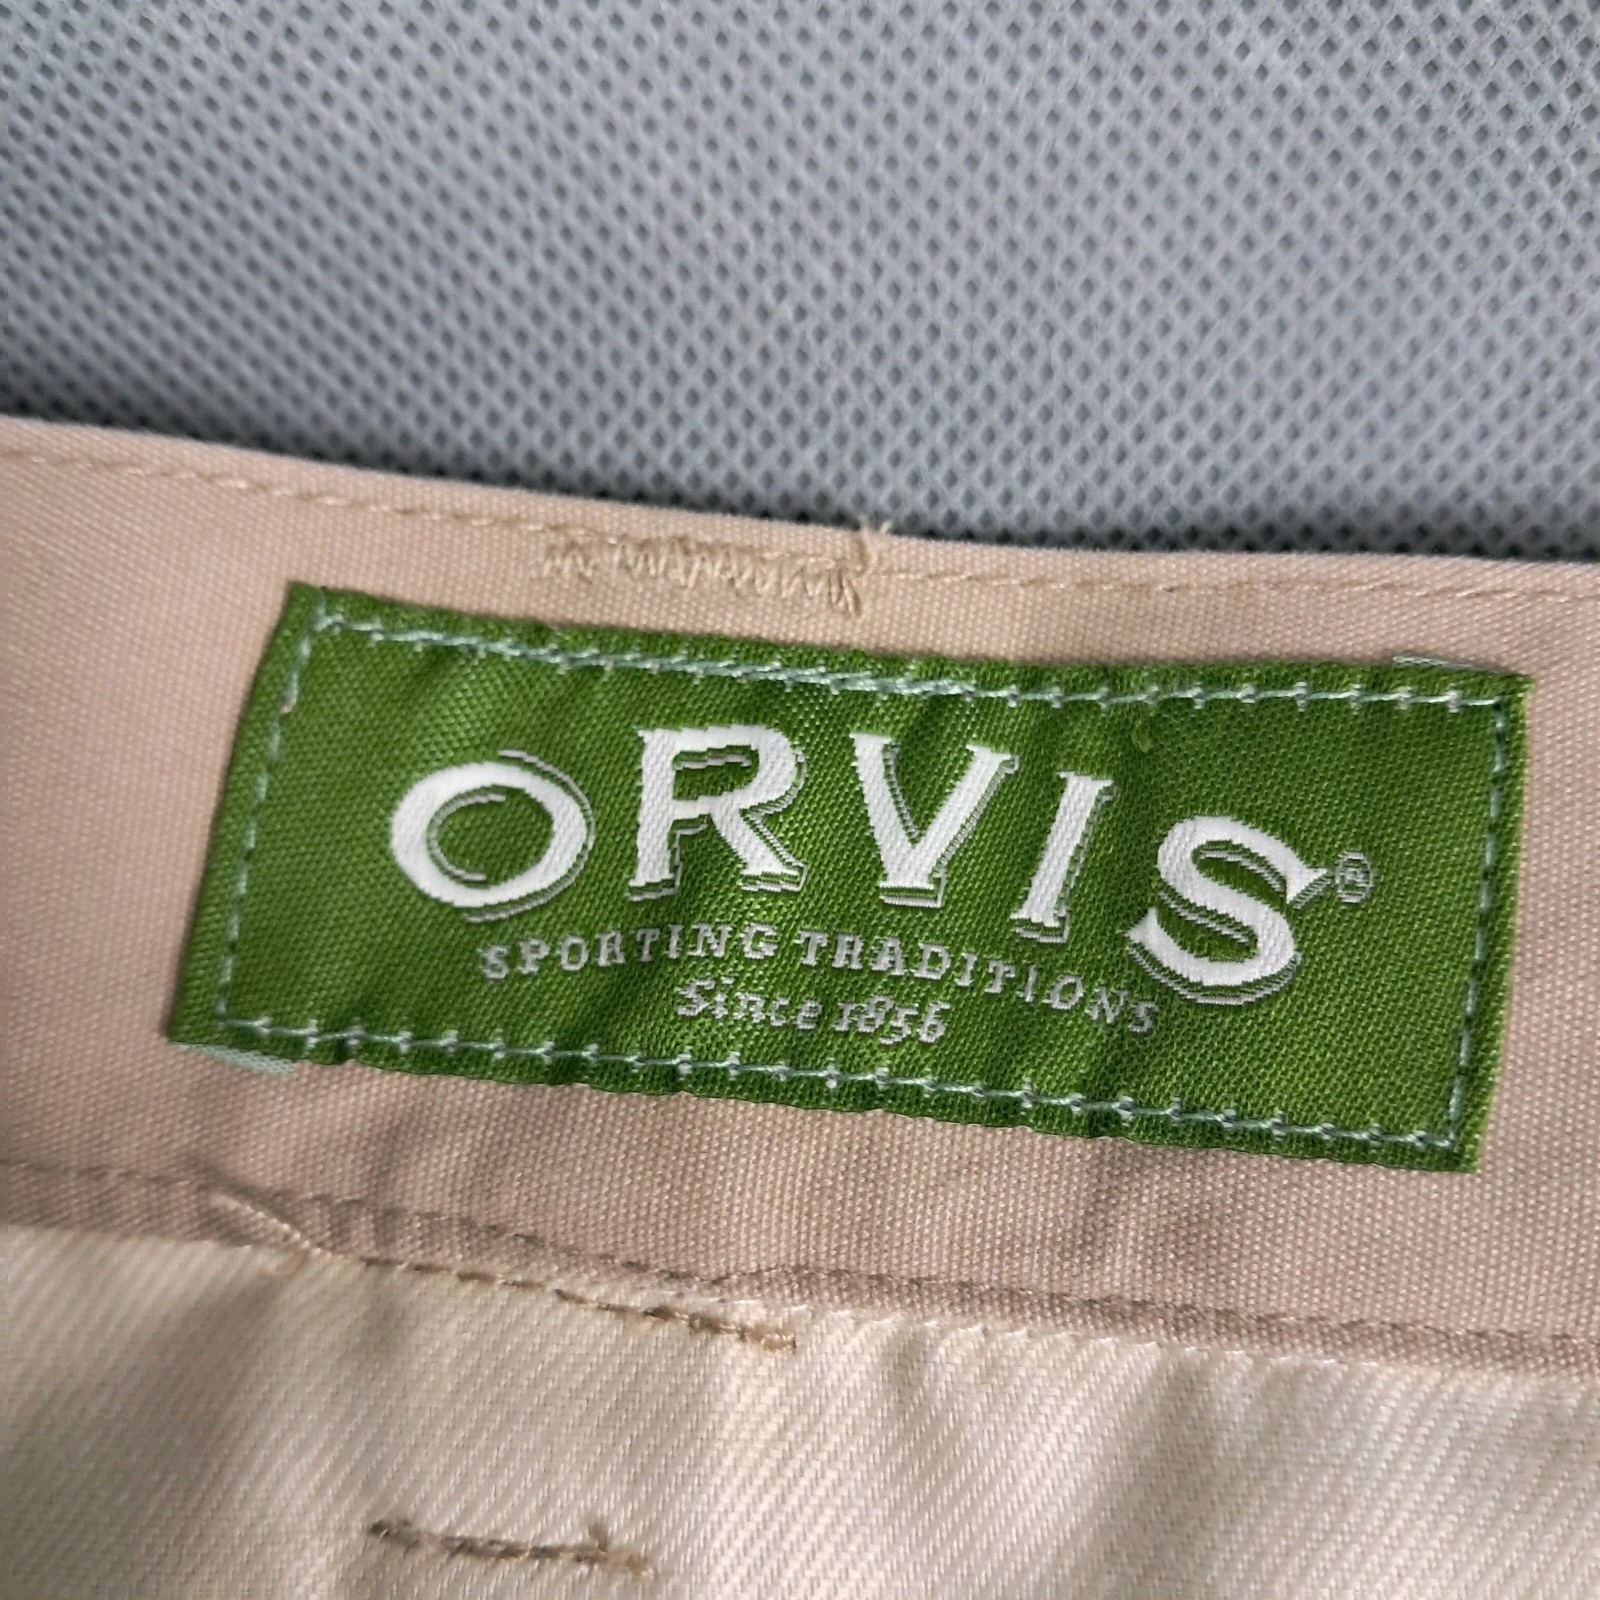 ORVIS®
SPORTING TRADITIONS
Since 1856